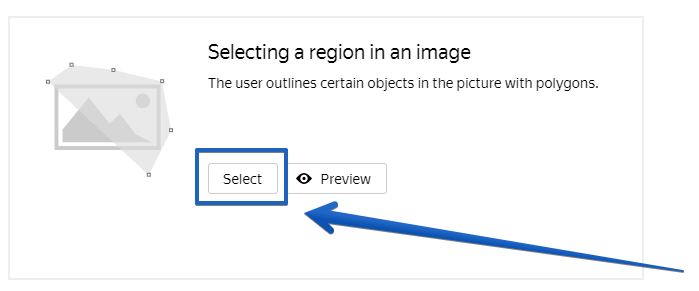 Selecting a region in an image
The user outlines certain objects in the picture with polygons.
Select Preview